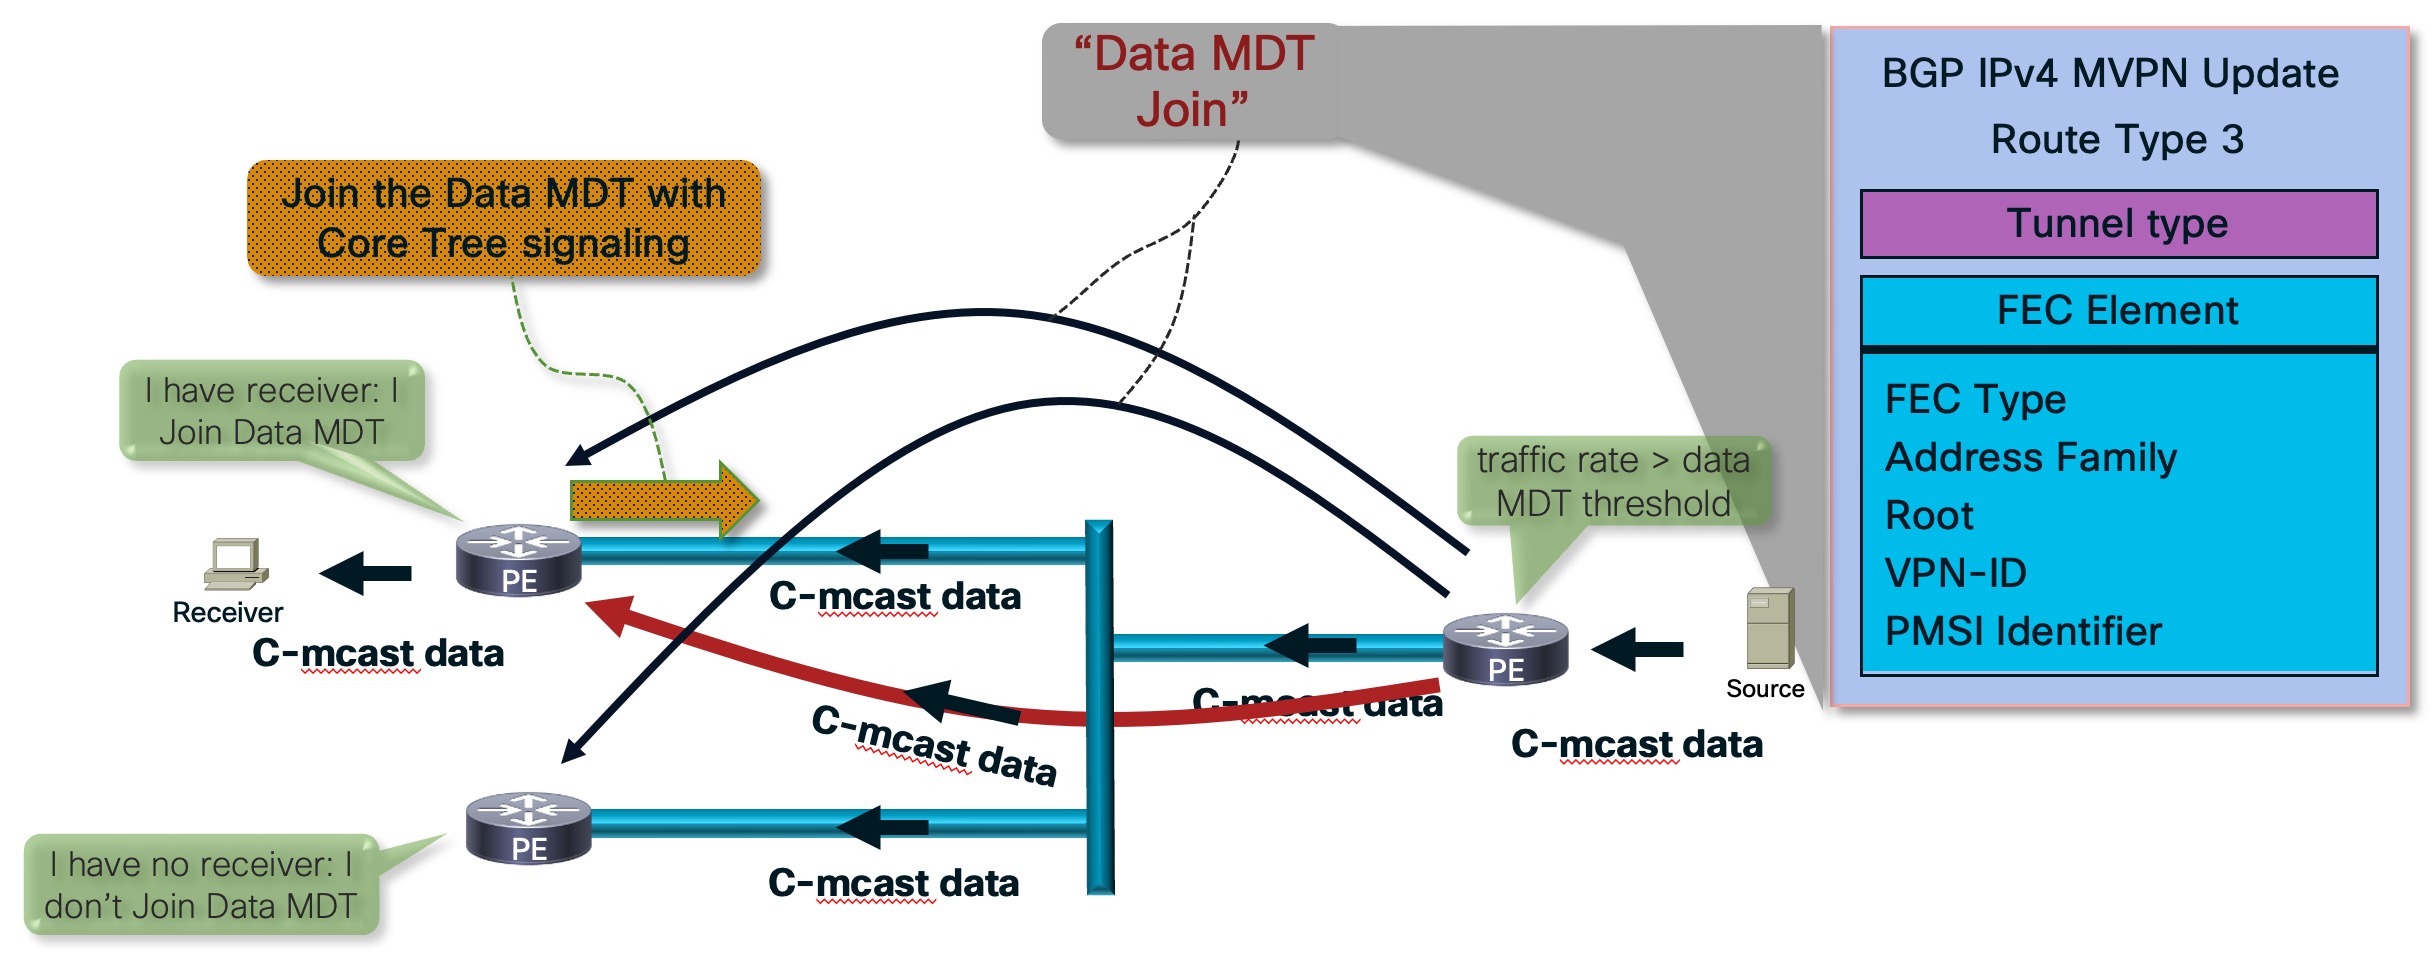 “Data MDT
Join”
BGP IPv4 MVPN Update
Route Type 3
Tunnel type
FEC Element
FEC Type
Address Family
Root
VPN-ID
PMSI Identifier
Join the Data MDT with
Core Tree signaling
I have receiver: I
Join Data MDT
traffic rate > data
MDT threshold
PE
Receiver
C-mcast data
C-mcast data
C-mcast data
C-mcast data
PE
Source
C-mcast data
PE
C-mcast data
I have no receiver: I
don’t Join Data MDT